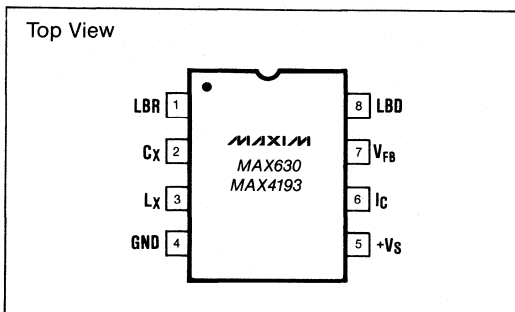 Top View
LBR 1
CX 2
LX 3
GND 4
8 LBD
7 VFB
6 IC
5 +VS
MAXIM
MAX630
MAX4193